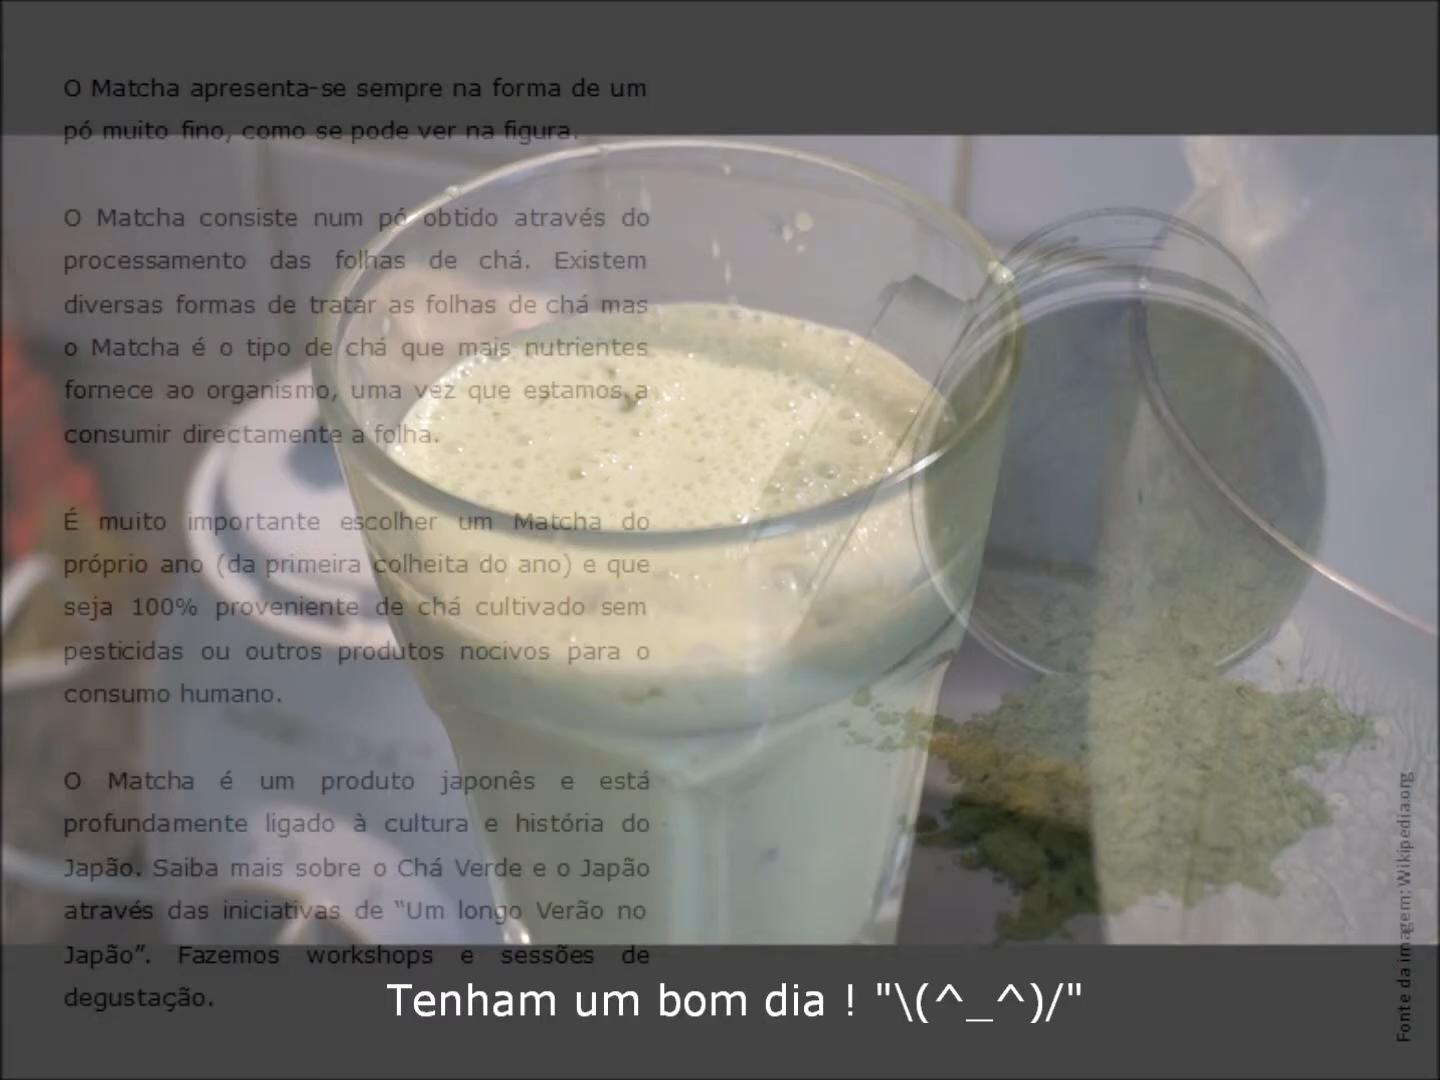 O Matcha apresenta-se sempre na forma de um
pó muito fino, como se pode ver na figura.
O Matcha consiste num pó obtido através do
processamento das folhas de chá. Existem
diversas formas de tratar as folhas de chá mas
o Matcha é o tipo de chá que mais nutrientes
fornece ao organismo, uma vez que estamos a
consumir directamente a folha.
É muito importante escolher um Matcha do
próprio ano (da primeira colheita do ano) e que
seja 100% proveniente de chá cultivado sem
pesticidas ou outros produtos nocivos para o
consumo humano.
O Matcha é um produto japonês e está
profundamente ligado à cultura e história do
Japão. Saiba mais sobre o Chá Verde e o Japão
através das iniciativas de “Um longo Verão no
Japão”. Fazemos workshops e sessões de
degustação.
Tenham um bom dia ! "\(^_^)/"
Fonte da imagem: Wikipedia.org